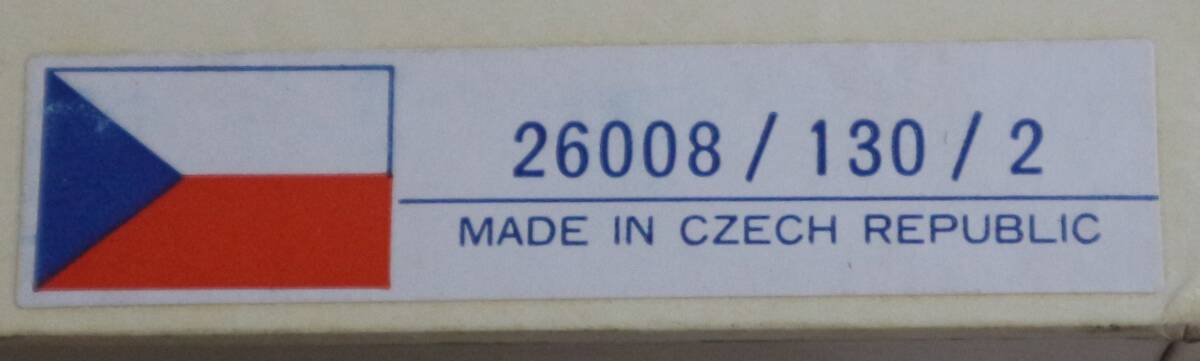 26008 / 130 / 2
MADE IN CZECH REPUBLIC